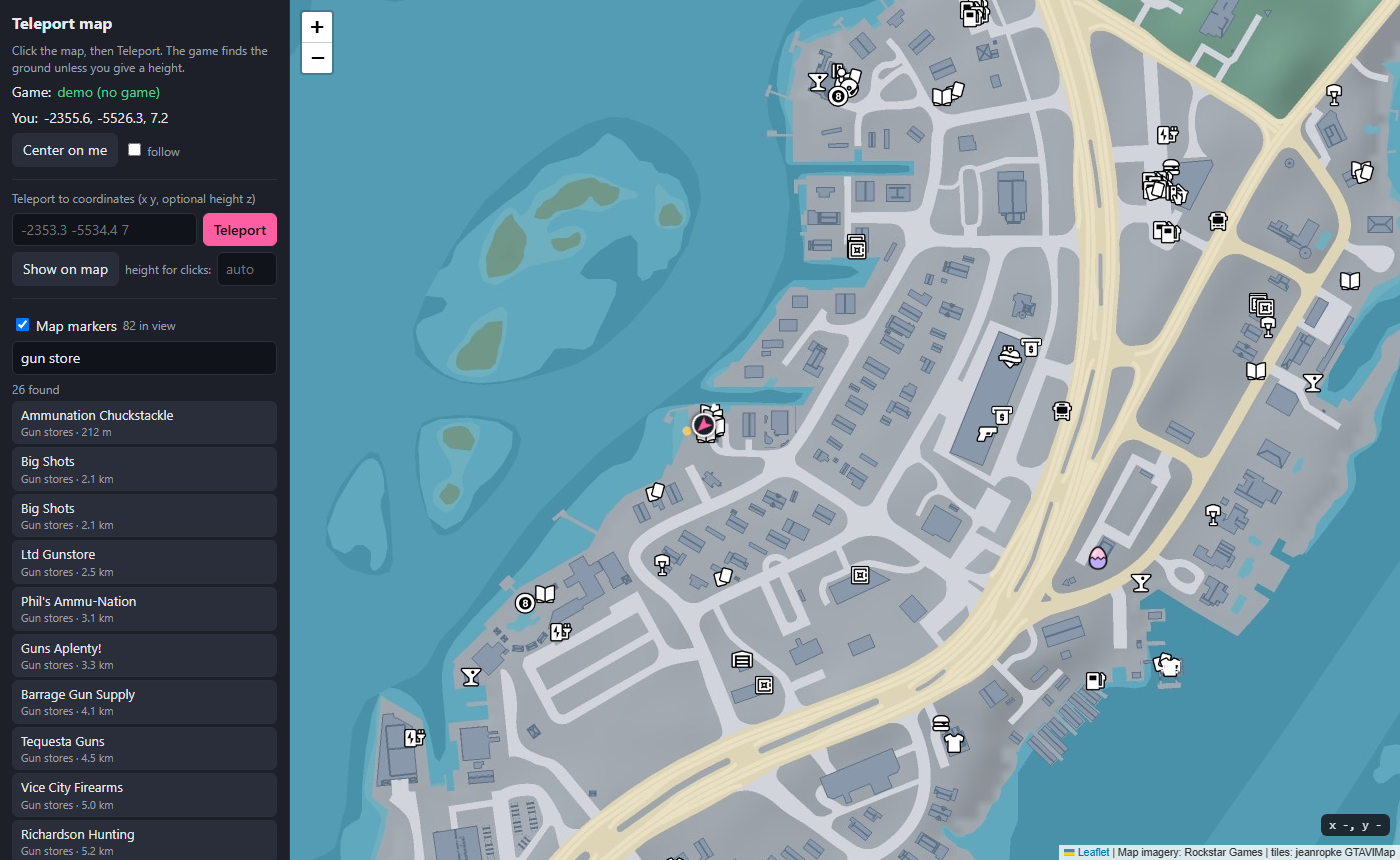 Teleport map
Click the map, then Teleport. The game finds the
ground unless you give a height.
Game: demo (no game)
You: -2355.6, -5526.3, 7.2
Center on me
follow
Teleport to coordinates (x y, optional height z)
-2353.3 -5534.4 7
Teleport
Show on map
height for clicks:
auto
Map markers 82 in view
gun store
26 found
Ammunation Chuckstackle
Gun stores · 212 m
Big Shots
Gun stores · 2.1 km
Big Shots
Gun stores · 2.1 km
Ltd Gunstore
Gun stores · 2.5 km
Phil's Ammu-Nation
Gun stores · 3.1 km
Guns Aplenty!
Gun stores · 3.3 km
Barrage Gun Supply
Gun stores · 4.1 km
Tequesta Guns
Gun stores · 4.5 km
Vice City Firearms
Gun stores · 5.0 km
Richardson Hunting
Gun stores · 5.2 km
+
−
8
$
$
8
x -, y -
Leaflet | Map imagery: Rockstar Games | tiles: jeanropke GTAVIMap